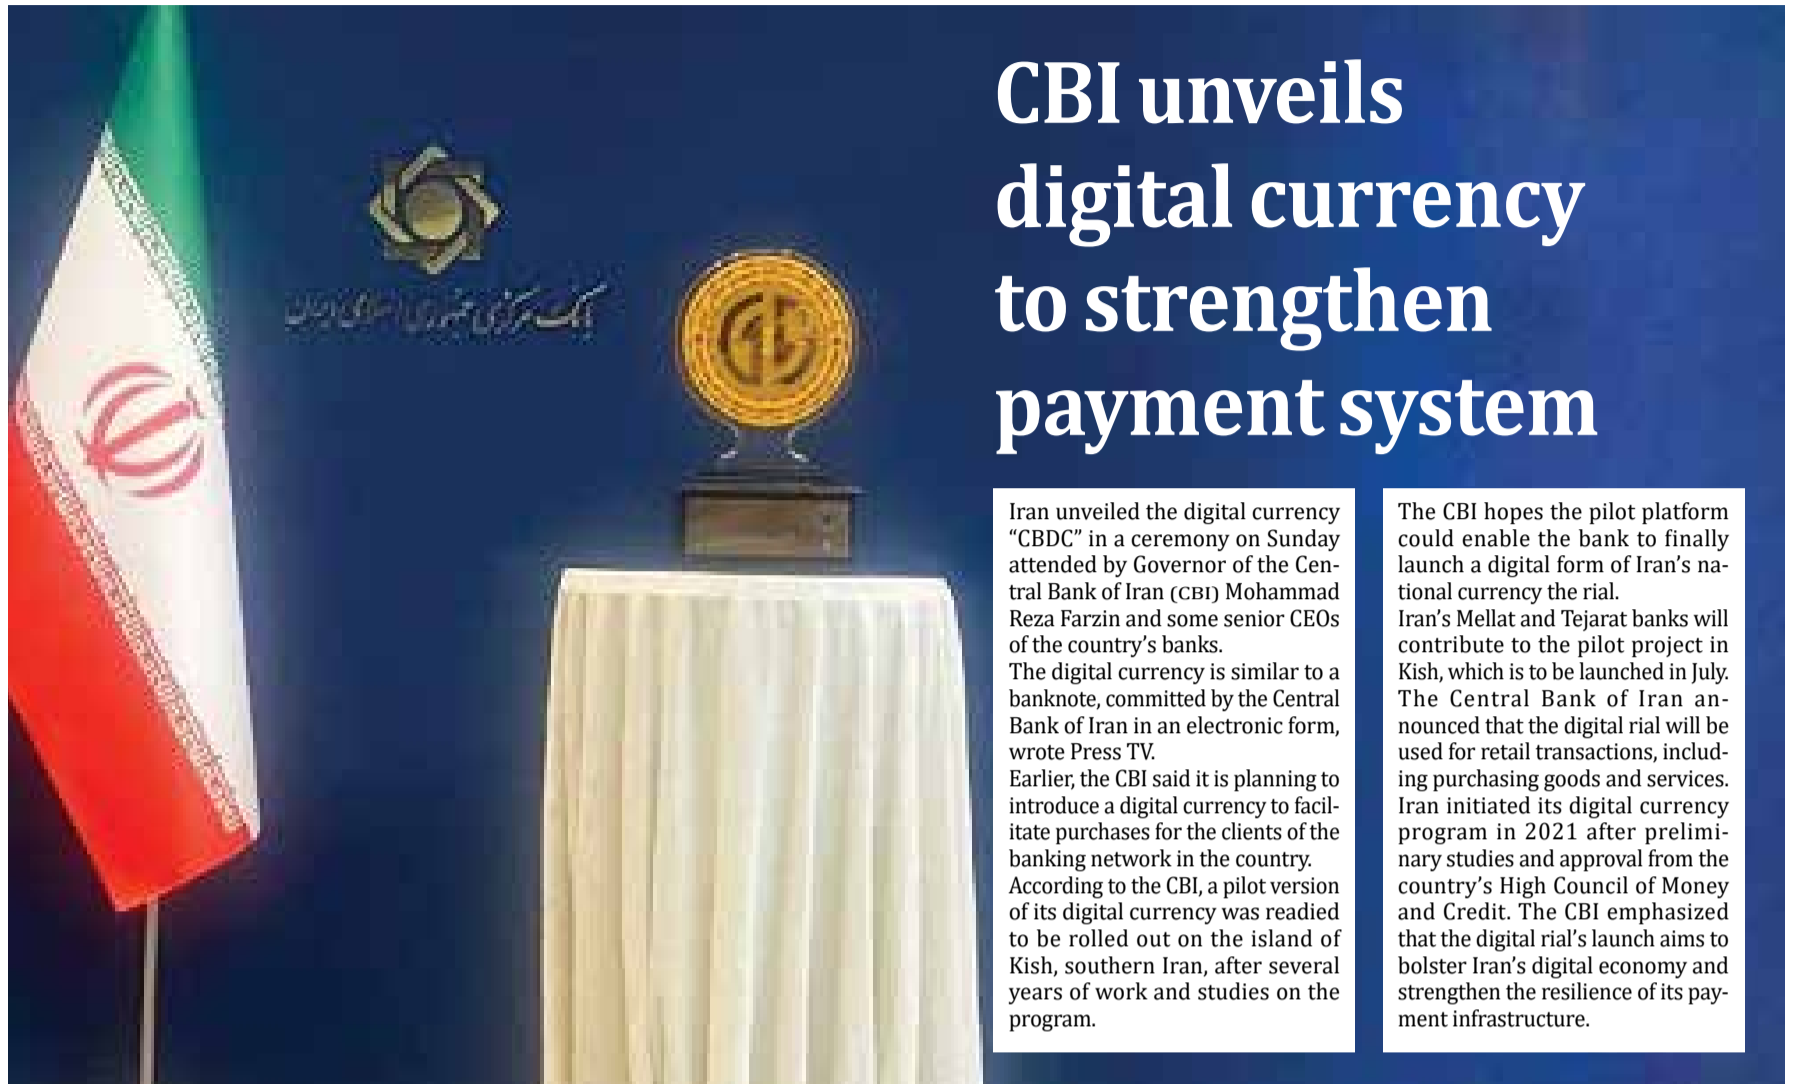 CBI unveils
digital currency
to strengthen
payment system
بانک مرکزی جمهوری اسلامی ایران
Iran unveiled the digital currency
“CBDC” in a ceremony on Sunday
attended by Governor of the Cen-
tral Bank of Iran (CBI) Mohammad
Reza Farzin and some senior CEOs
of the country’s banks.
The digital currency is similar to a
banknote, committed by the Central
Bank of Iran in an electronic form,
wrote Press TV.
Earlier, the CBI said it is planning to
introduce a digital currency to facil-
itate purchases for the clients of the
banking network in the country.
According to the CBI, a pilot version
of its digital currency was readied
to be rolled out on the island of
Kish, southern Iran, after several
years of work and studies on the
program.
The CBI hopes the pilot platform
could enable the bank to finally
launch a digital form of Iran’s na-
tional currency the rial.
Iran’s Mellat and Tejarat banks will
contribute to the pilot project in
Kish, which is to be launched in July.
The Central Bank of Iran an-
nounced that the digital rial will be
used for retail transactions, includ-
ing purchasing goods and services.
Iran initiated its digital currency
program in 2021 after prelimi-
nary studies and approval from the
country’s High Council of Money
and Credit. The CBI emphasized
that the digital rial’s launch aims to
bolster Iran’s digital economy and
strengthen the resilience of its pay-
ment infrastructure.